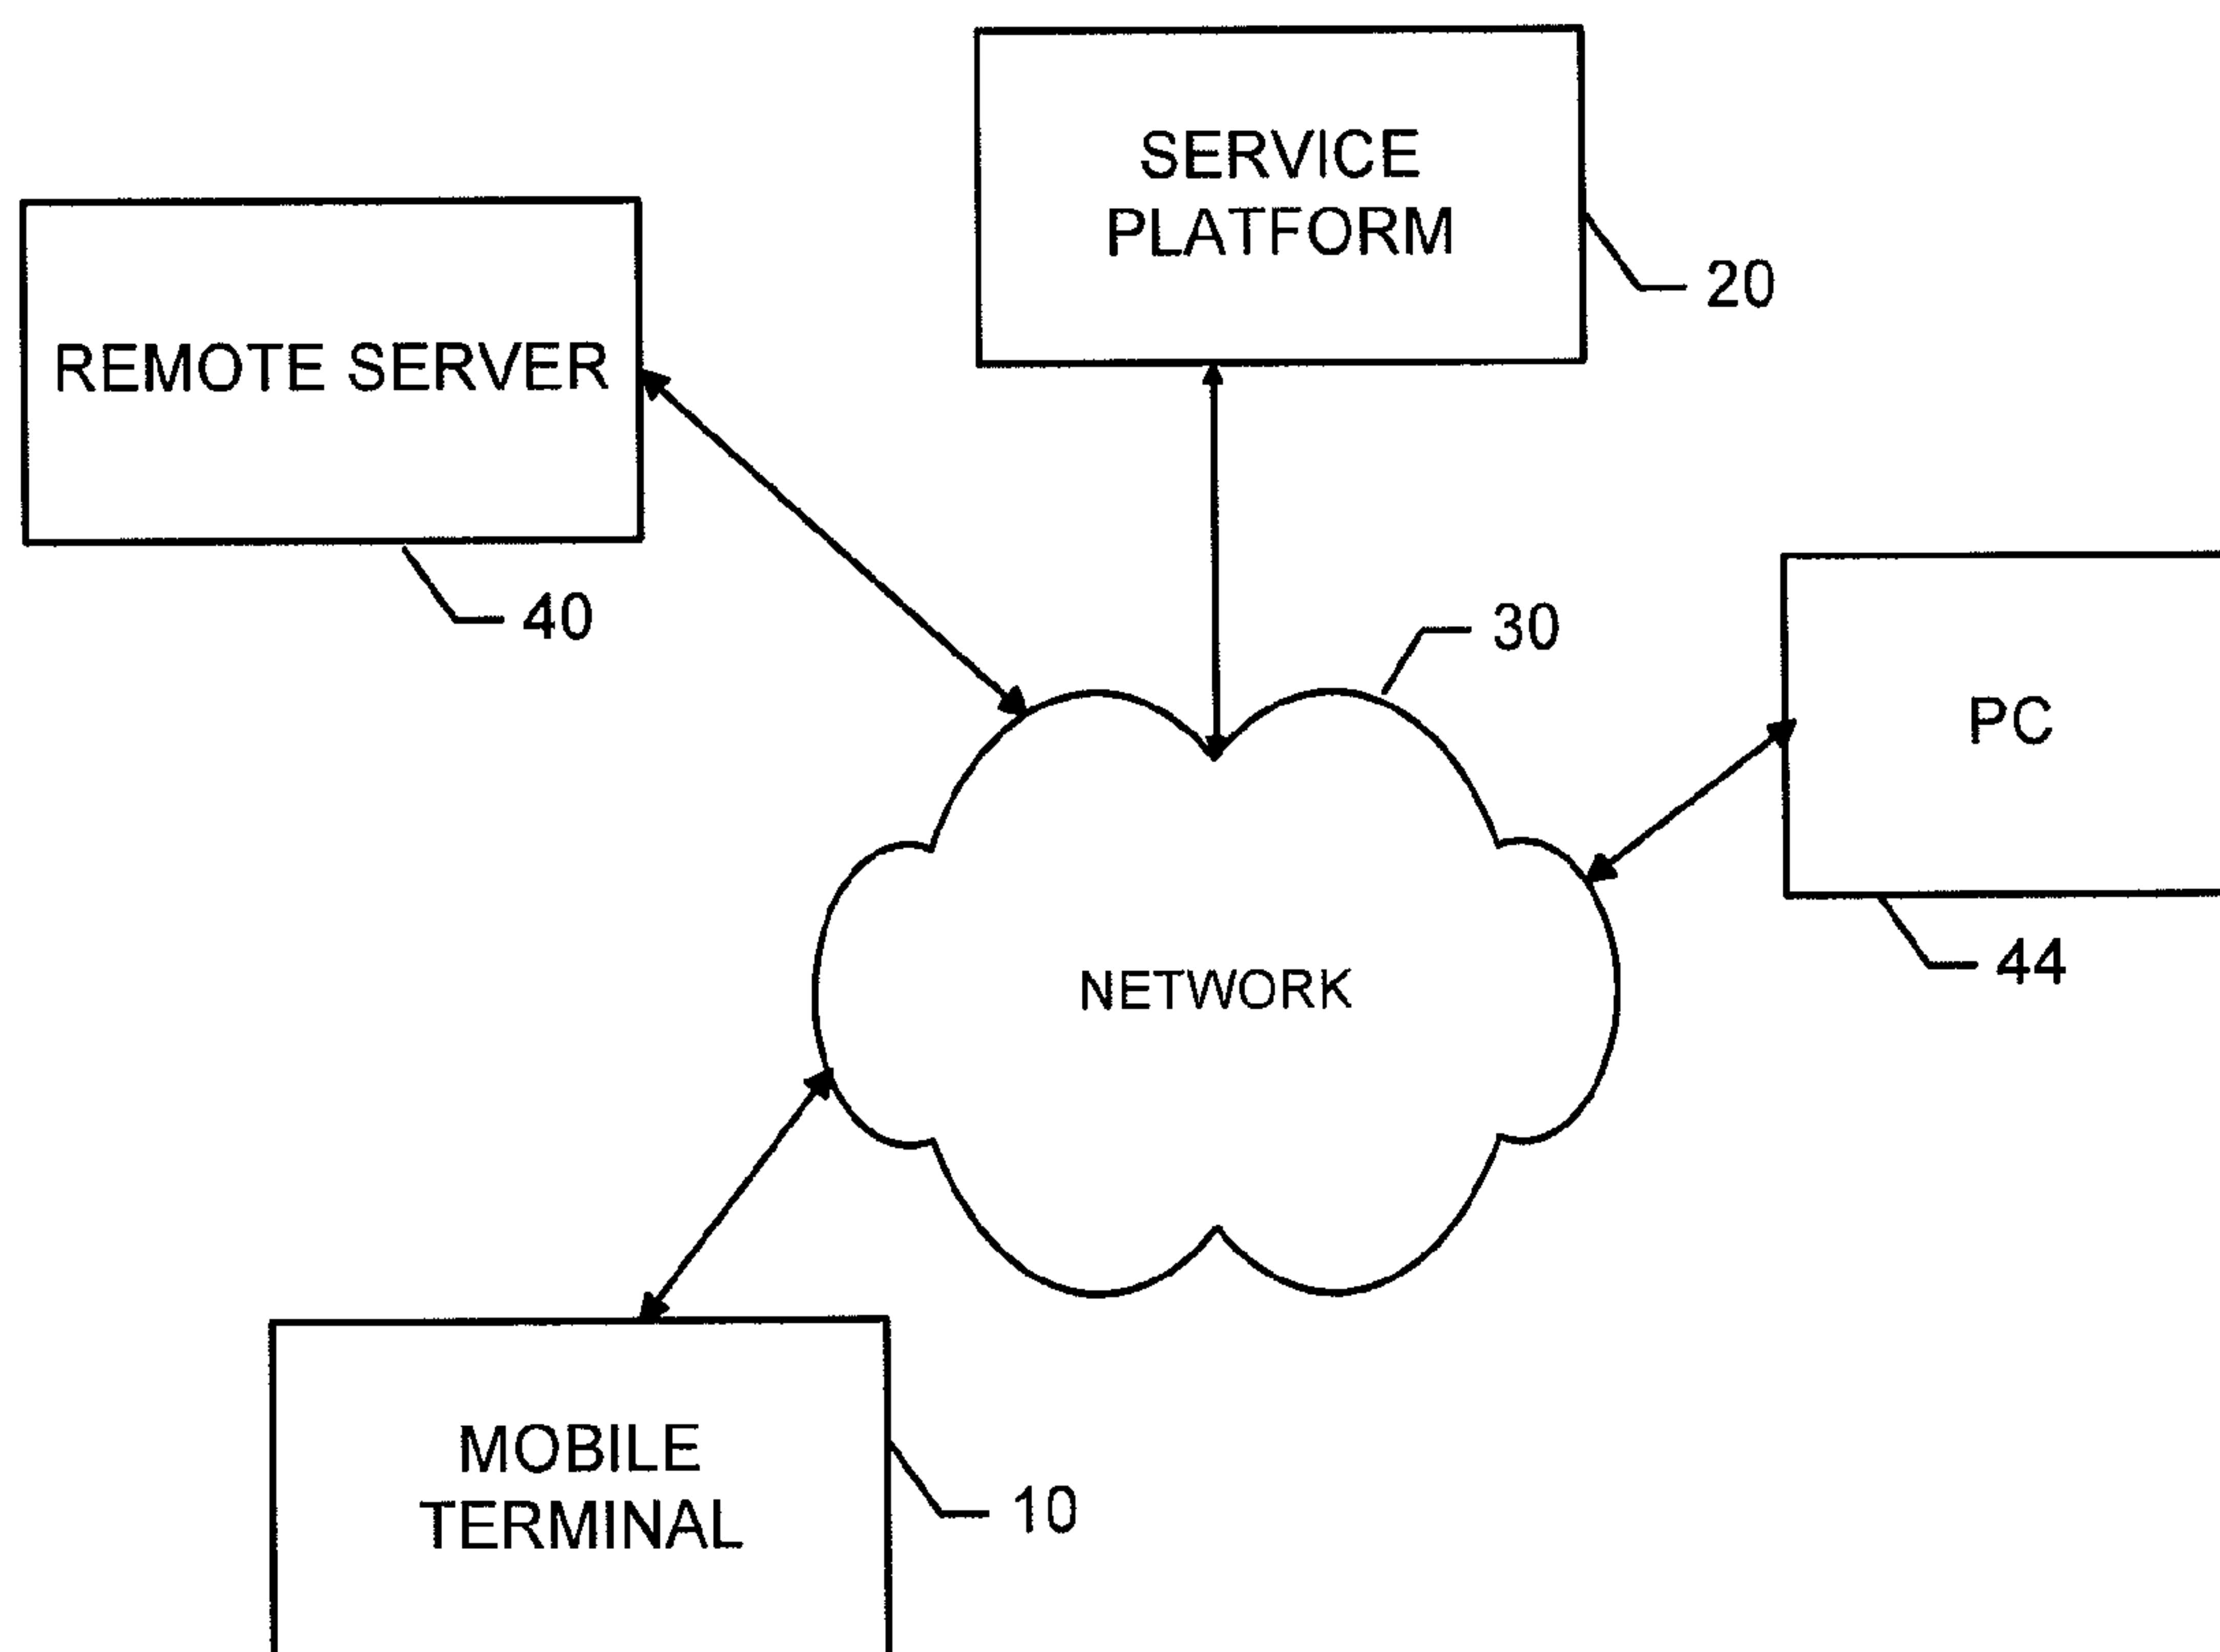 SERVICE
PLATFORM
20
REMOTE SERVER
40
30
PC
44
NETWORK
MOBILE
TERMINAL
10